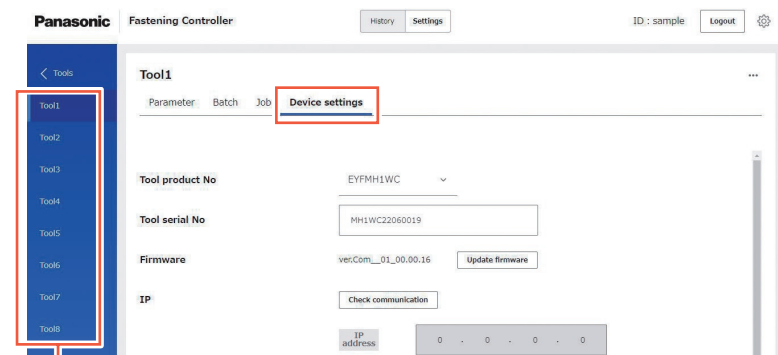 Panasonic Fastening Controller History Settings ID : sample Logout
Tools
Tool1
Tool2
Tool3
Tool4
Tool5
Tool6
Tool7
Tool8
Tool1
...
Parameter Batch Job Device settings
Tool product No EYFMH1WC
Tool serial No MH1WC22060019
Firmware ver.Com__01_00.00.16 Update firmware
IP Check communication
IP
address 0 . 0 . 0 . 0